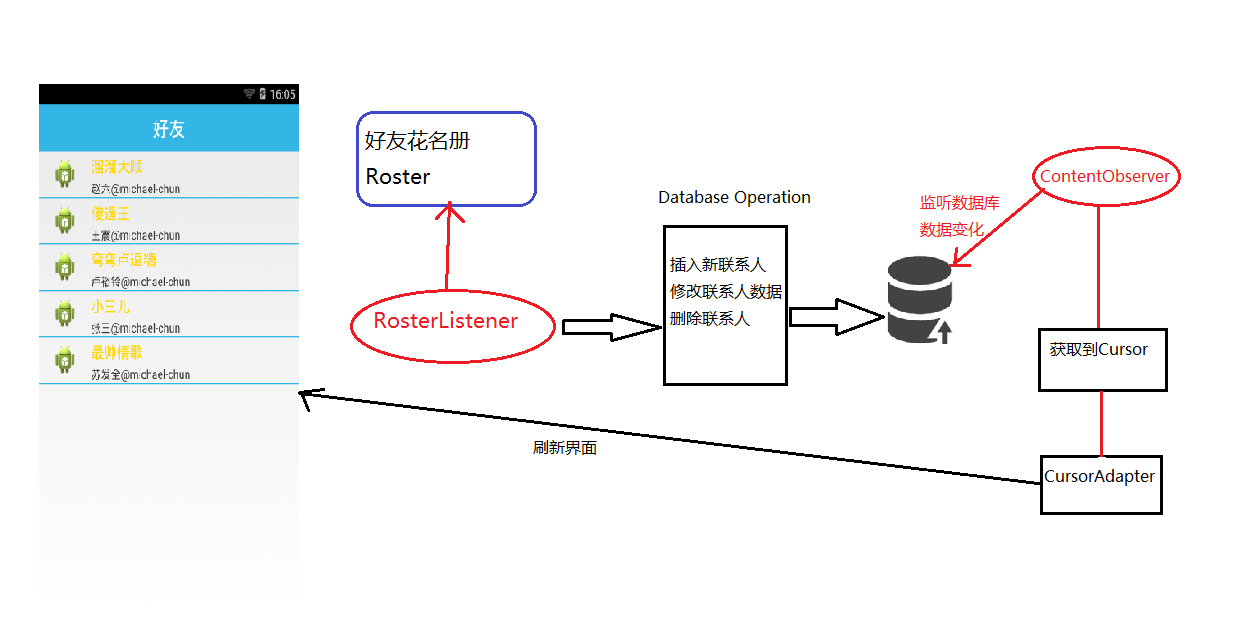 16:05
好友
溜溜大顺
赵六@michael-chun
傻逼王
王震@michael-chun
弯弯卢逼糖
卢裕铃@michael-chun
小三儿
张三@michael-chun
最帅情歌
苏发全@michael-chun
好友花名册
Roster
RosterListener
Database Operation
插入新联系人
修改联系人数据
删除联系人
监听数据库
数据变化
ContentObserver
获取到Cursor
CursorAdapter
刷新界面